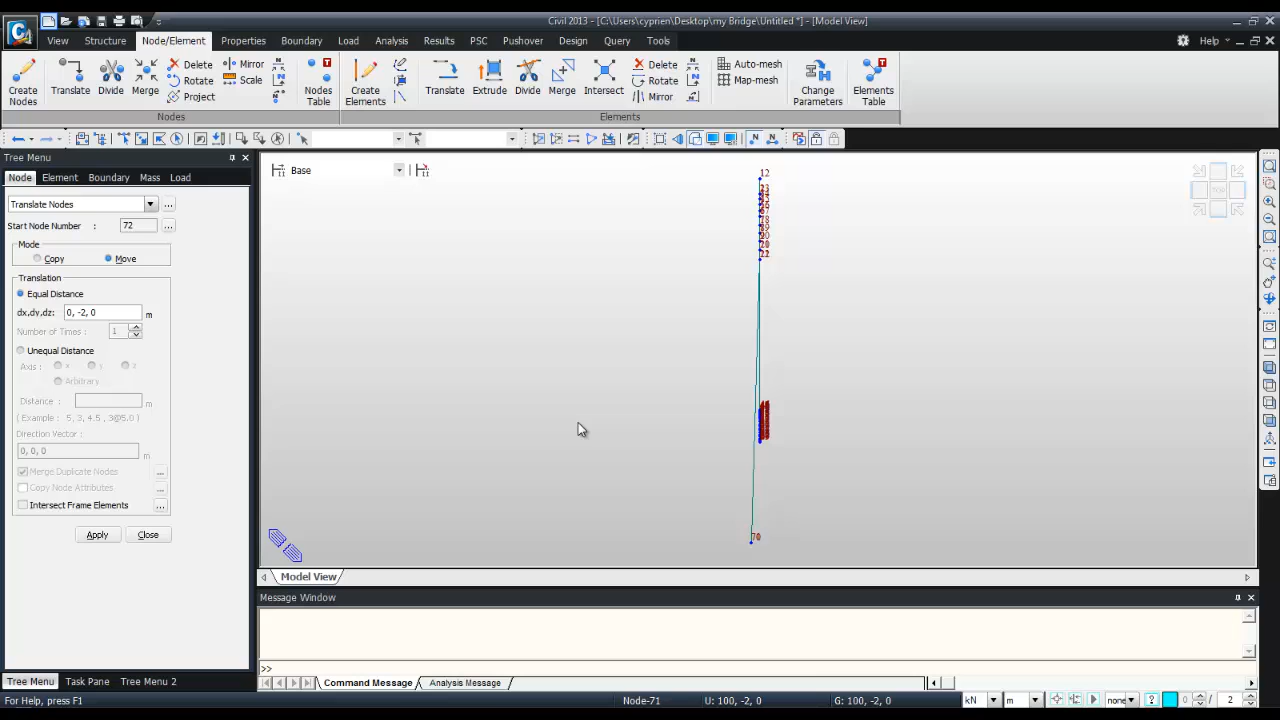 Civil 2013 - [C:\Users\cyprien\Desktop\my Bridge\Untitled *] - [Model View]
View Structure Node/Element Properties Boundary Load Analysis Results PSC Pushover Design Query Tools Help
Create Nodes
Translate
Divide
Merge
Delete
Rotate
Project
Mirror
Scale
Nodes Table
Create Elements
Translate
Extrude
Divide
Merge
Intersect
Delete
Rotate
Mirror
Auto-mesh
Map-mesh
Change Parameters
Elements Table
Nodes
Elements
Tree Menu
Node Element Boundary Mass Load
Translate Nodes
Start Node Number : 72
Mode
Copy Move
Translation
Equal Distance
dx,dy,dz: 0, -2, 0 m
Number of Times : 1
Unequal Distance
Axis : x y z
Arbitrary
Distance : m
( Example : 5, 3, 4.5 , 3@5.0 )
Direction Vector :
0, 0, 0 m
Merge Duplicate Nodes
Copy Node Attributes
Intersect Frame Elements
Apply Close
Base
12
22
70
Model View
Message Window
>>
Command Message Analysis Message
Tree Menu Task Pane Tree Menu 2
For Help, press F1 Node-71 U: 100, -2, 0 G: 100, -2, 0 kN m none 0 / 2